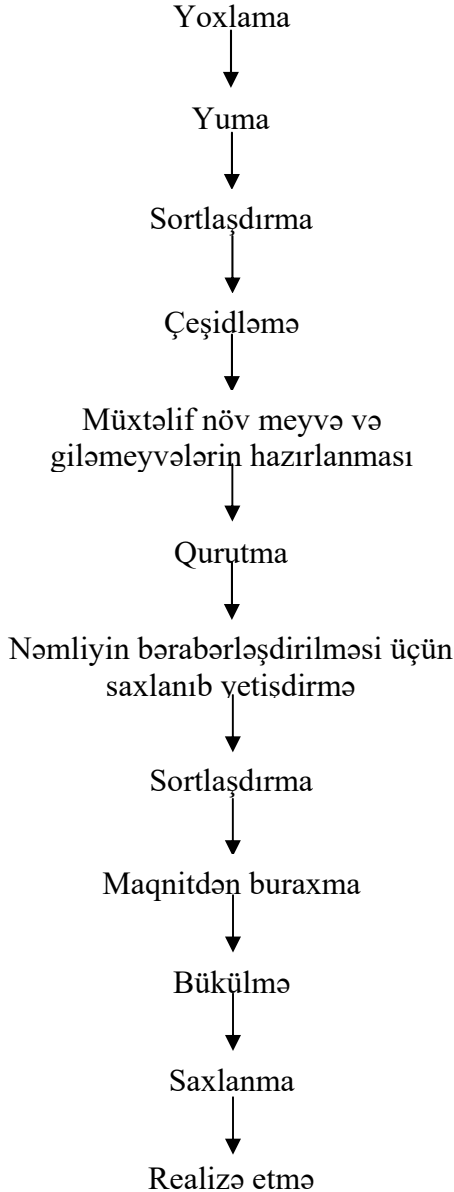 Yoxlama
Yuma
Sortlaşdırma
Çeşidləmə
Müxtəlif növ meyvə və
giləmeyvələrin hazırlanması
Qurutma
Nəmliyin bərabərləşdirilməsi üçün
saxlanıb yetişdirmə
Sortlaşdırma
Maqnitdən buraxma
Bükülmə
Saxlanma
Realizə etmə